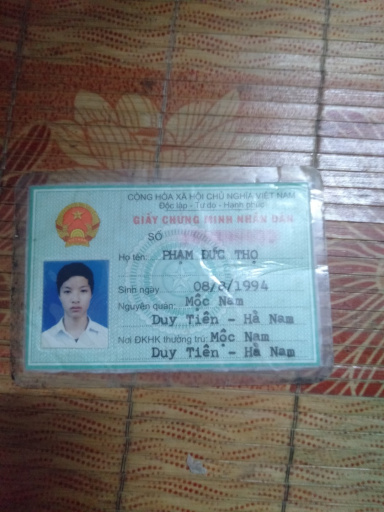 CỘNG HÒA XÃ HỘI CHỦ NGHĨA VIỆT NAM
Độc lập - Tự do - Hạnh phúc
GIẤY CHỨNG MINH NHÂN DÂN
SỐ
Họ tên: PHẠM ĐỨC THỌ
Sinh ngày: 08/8/1994
Nguyên quán: Mộc Nam
Duy Tiên - Hà Nam
Nơi ĐKHK thường trú: Mộc Nam
Duy Tiên - Hà Nam